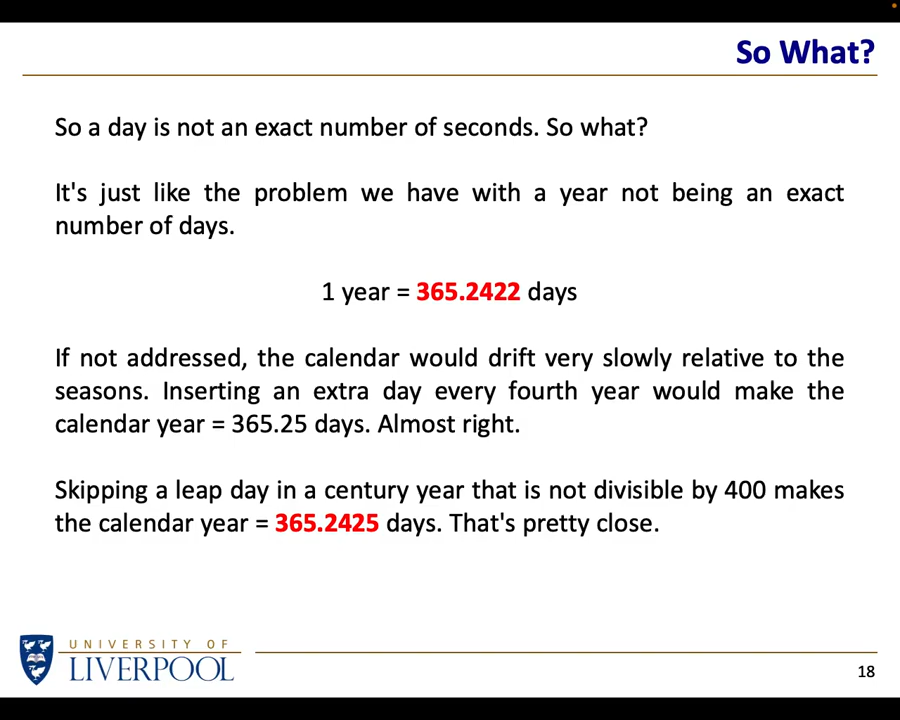 So What?
So a day is not an exact number of seconds. So what?
It's just like the problem we have with a year not being an exact
number of days.
1 year = 365.2422 days
If not addressed, the calendar would drift very slowly relative to the
seasons. Inserting an extra day every fourth year would make the
calendar year = 365.25 days. Almost right.
Skipping a leap day in a century year that is not divisible by 400 makes
the calendar year = 365.2425 days. That's pretty close.
UNIVERSITY OF
LIVERPOOL
18